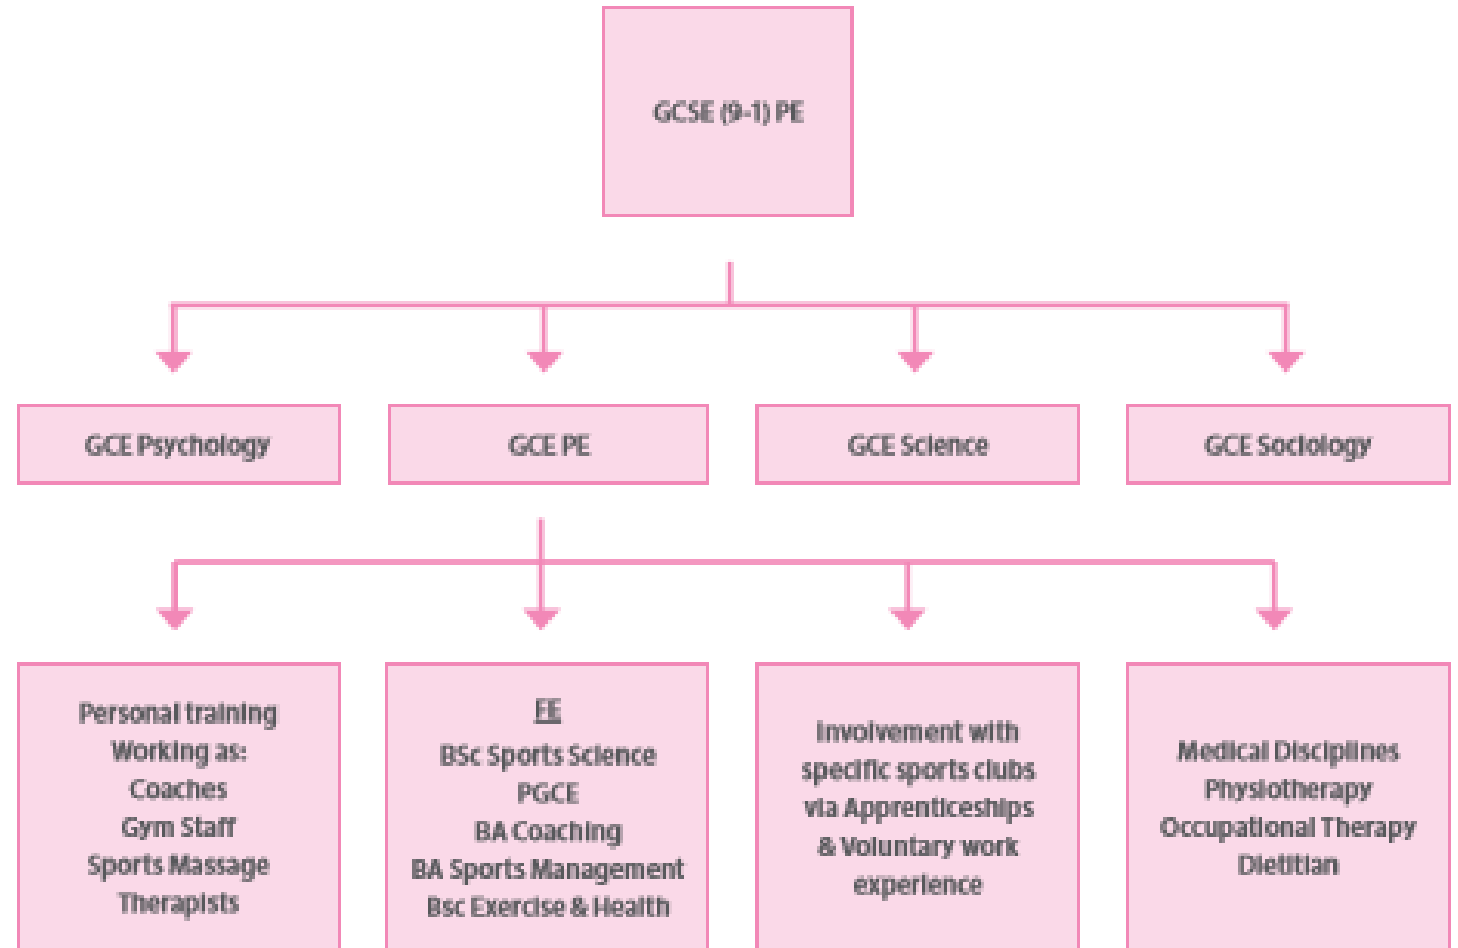 GCSE (9-1) PE
GCE Psychology
GCE PE
GCE Science
GCE Sociology
Personal training
Working as:
Coaches
Gym Staff
Sports Massage
Therapists
FE
BSc Sports Science
PGCE
BA Coaching
BA Sports Management
Bsc Exercise & Health
Involvement with
specific sports clubs
via Apprenticeships
& Voluntary work
experience
Medical Disciplines
Physiotherapy
Occupational Therapy
Dietitian